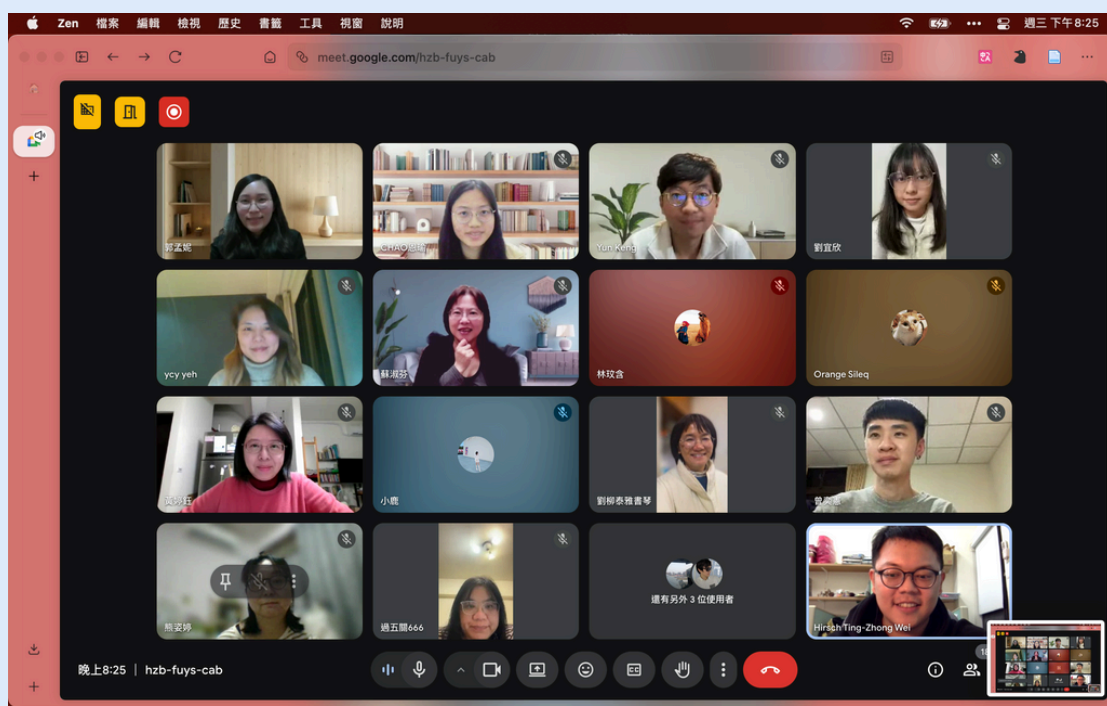 Zen 檔案 編輯 檢視 歷史 書籤 工具 視窗 說明 週三 下午8:25
meet.google.com/hzb-fuys-cab
郭孟妮
CHAO
Yun Keng
劉宜欣
ycy yeh
蘇淑芬
林玟含
Orange Sileq
小鹿
劉柳泰雅書琴
熊姿婷
過五關666
還有另外 3 位使用者
Hirsch Ting-Zhong Wei
晚上8:25 | hzb-fuys-cab
18